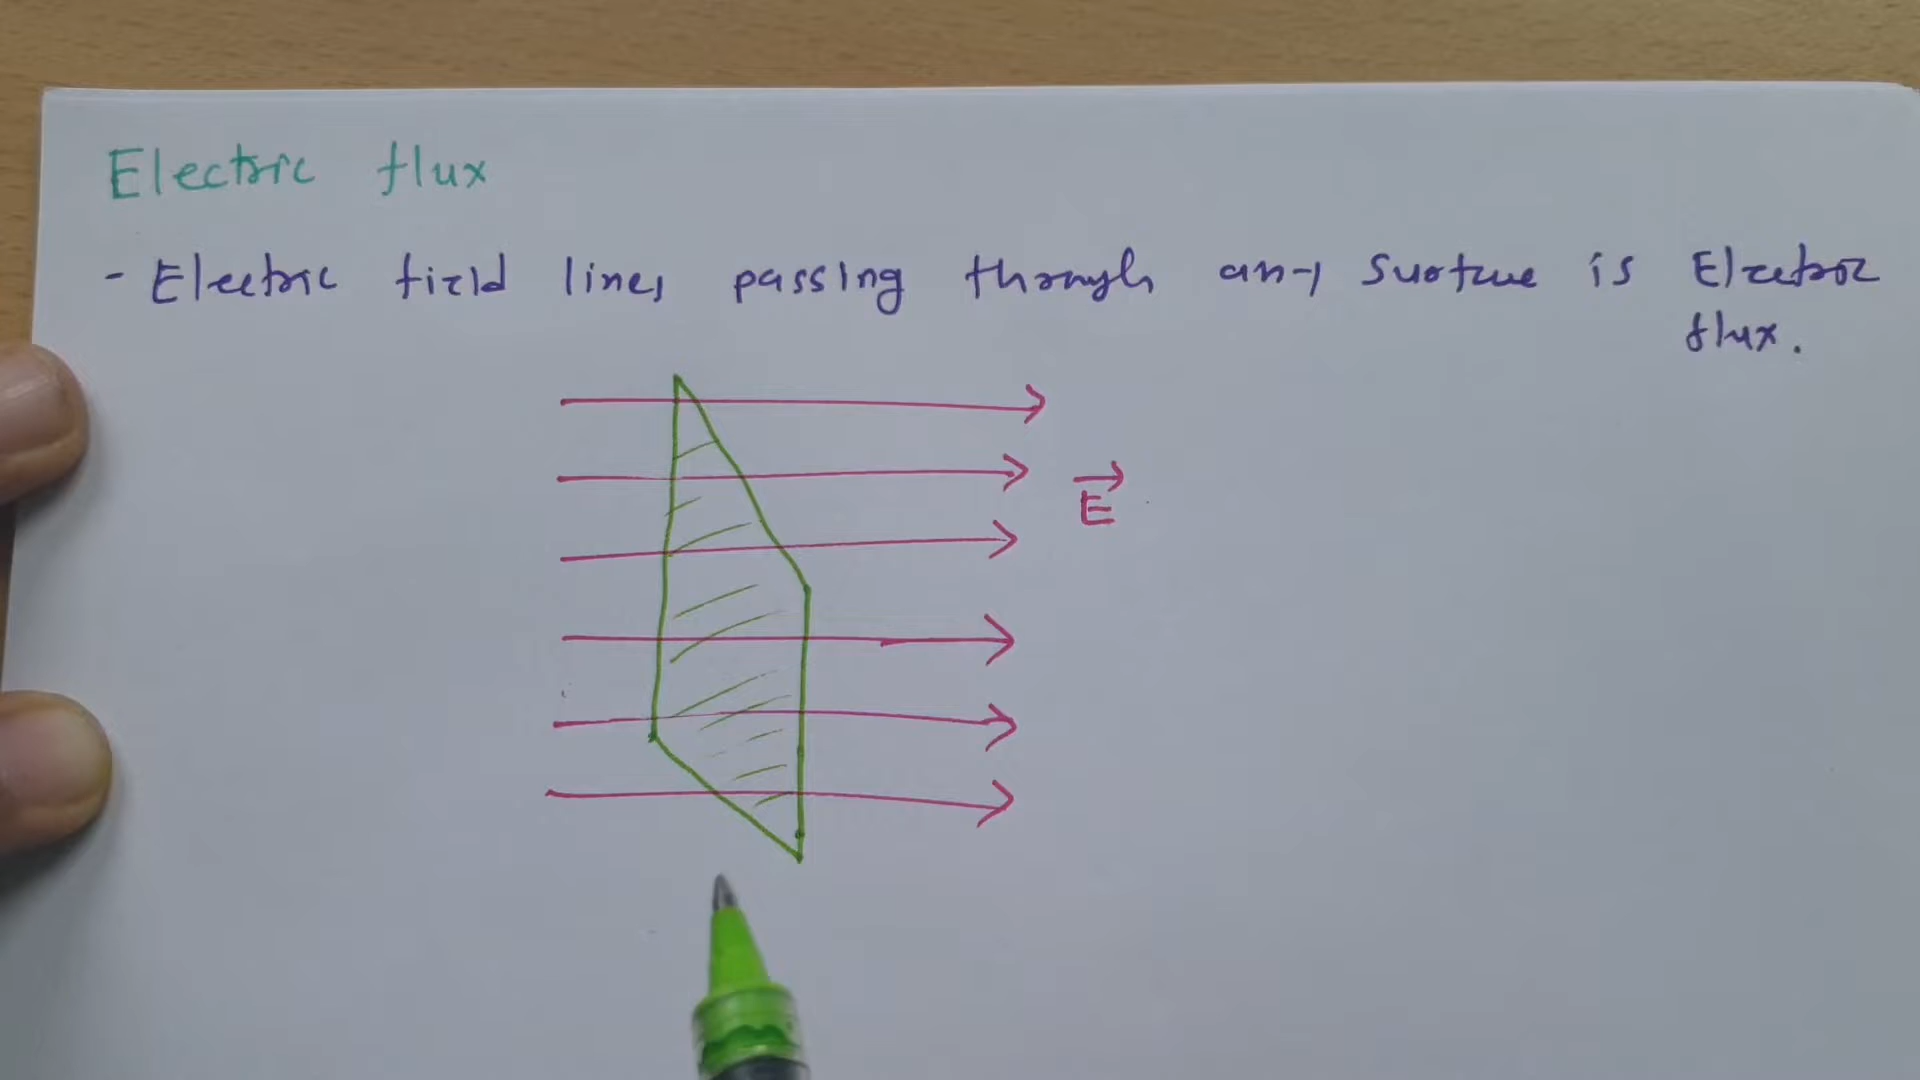 Electric flux
- Electric field lines passing through any Surface is Electric
flux.
E